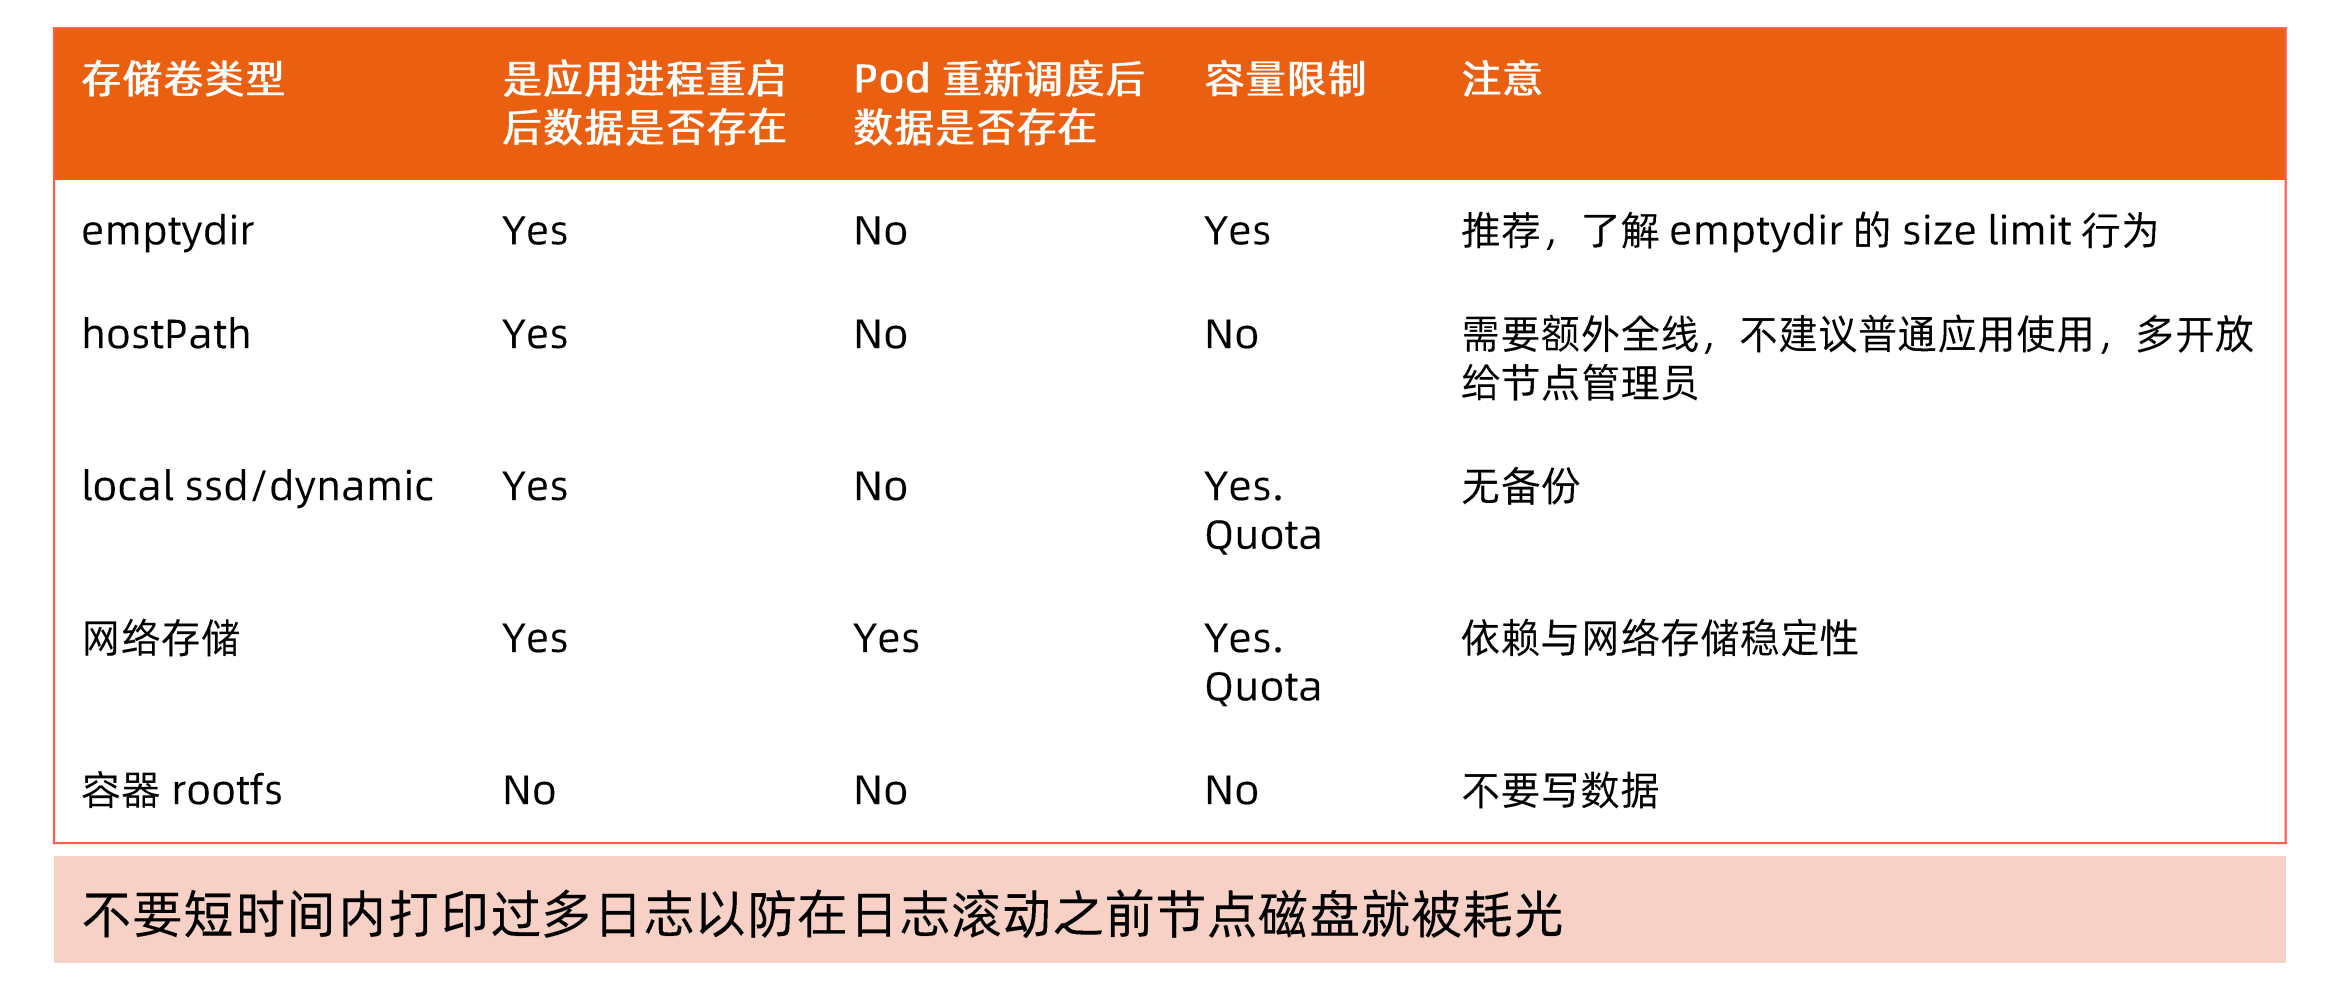 存储卷类型
是应用进程重启
后数据是否存在
Pod 重新调度后
数据是否存在
容量限制
注意
emptydir
Yes
No
Yes
推荐，了解 emptydir 的 size limit 行为
hostPath
Yes
No
No
需要额外全线，不建议普通应用使用，多开放
给节点管理员
local ssd/dynamic
Yes
No
Yes.
Quota
无备份
网络存储
Yes
Yes
Yes.
Quota
依赖与网络存储稳定性
容器 rootfs
No
No
No
不要写数据
不要短时间内打印过多日志以防在日志滚动之前节点磁盘就被耗光